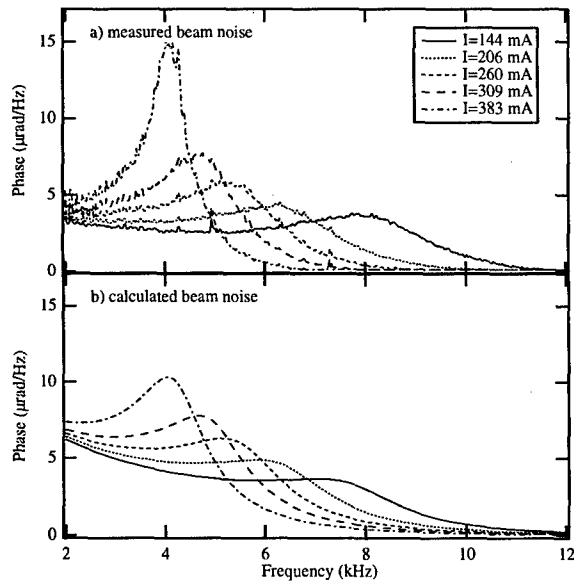 a) measured beam noise
I=144 mA
I=206 mA
I=260 mA
I=309 mA
I=383 mA
15
10
5
0
Phase (μrad/Hz)
b) calculated beam noise
15
10
5
0
Phase (μrad/Hz)
2 4 6 8 10 12
Frequency (kHz)